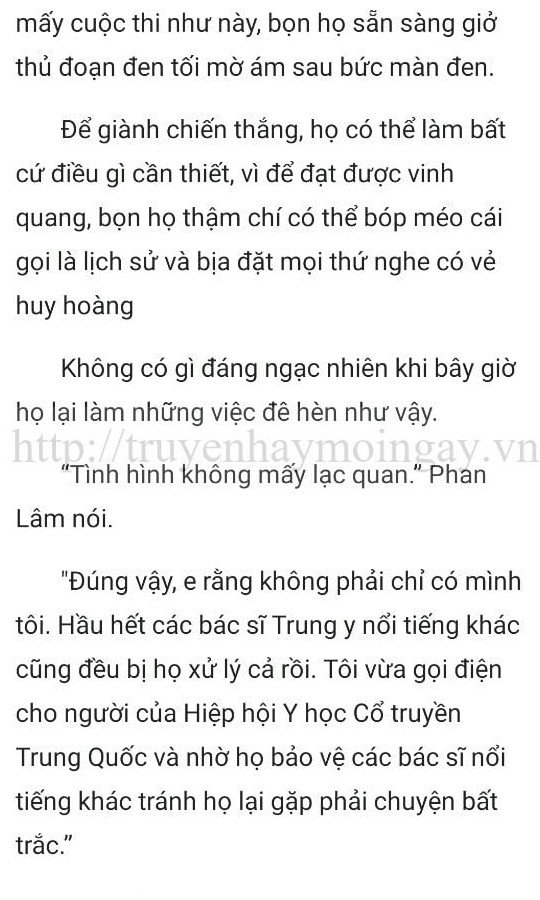 mấy cuộc thi như này, bọn họ sẵn sàng giở
thủ đoạn đen tối mờ ám sau bức màn đen.
Để giành chiến thắng, họ có thể làm bất
cứ điều gì cần thiết, vì để đạt được vinh
quang, bọn họ thậm chí có thể bóp méo cái
gọi là lịch sử và bịa đặt mọi thứ nghe có vẻ
huy hoàng
Không có gì đáng ngạc nhiên khi bây giờ
họ lại làm những việc đê hèn như vậy.
http://truyenhaymoingay.vn
“Tình hình không mấy lạc quan.” Phan
Lâm nói.
"Đúng vậy, e rằng không phải chỉ có mình
tôi. Hầu hết các bác sĩ Trung y nổi tiếng khác
cũng đều bị họ xử lý cả rồi. Tôi vừa gọi điện
cho người của Hiệp hội Y học Cổ truyền
Trung Quốc và nhờ họ bảo vệ các bác sĩ nổi
tiếng khác tránh họ lại gặp phải chuyện bất
trắc.”